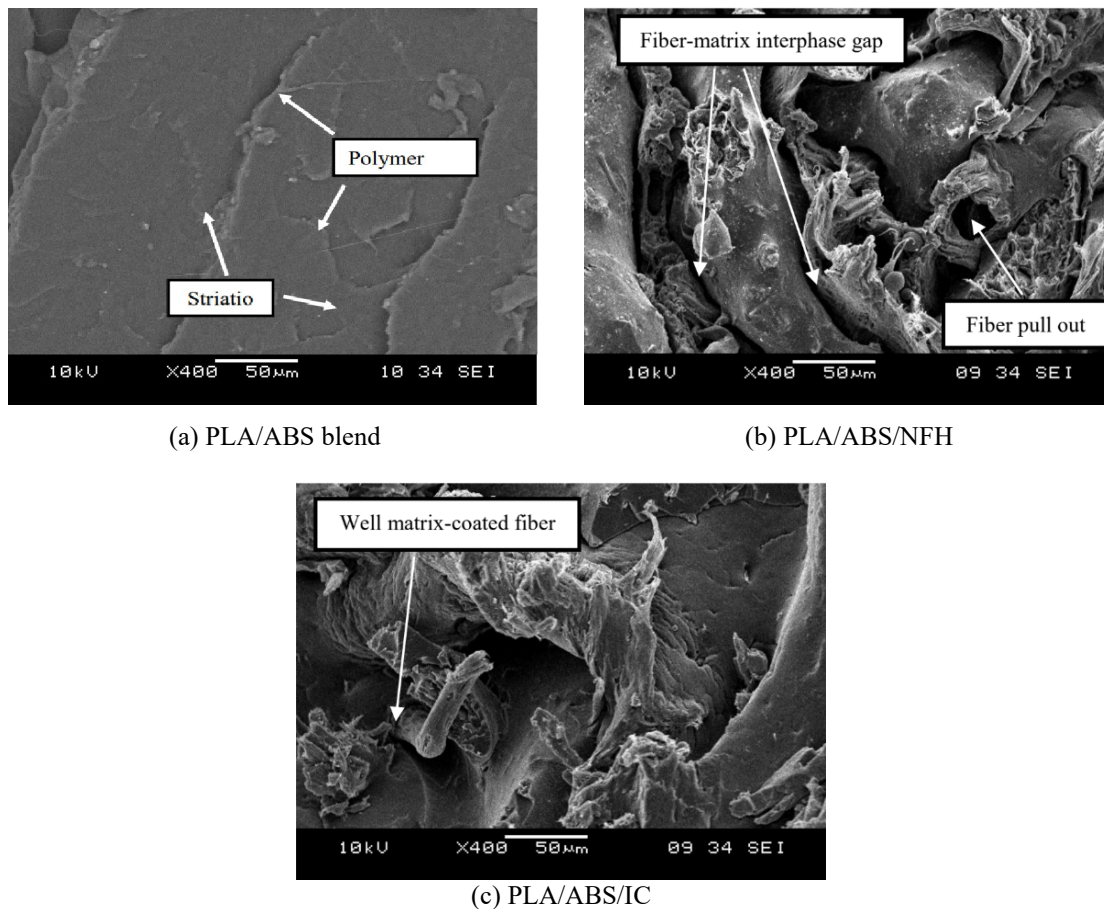 Polymer
Striatio
10kV X400 50μm 10 34 SEI
(a) PLA/ABS blend
Fiber-matrix interphase gap
Fiber pull out
10kV X400 50μm 09 34 SEI
(b) PLA/ABS/NFH
Well matrix-coated fiber
10kV X400 50μm 09 34 SEI
(c) PLA/ABS/IC